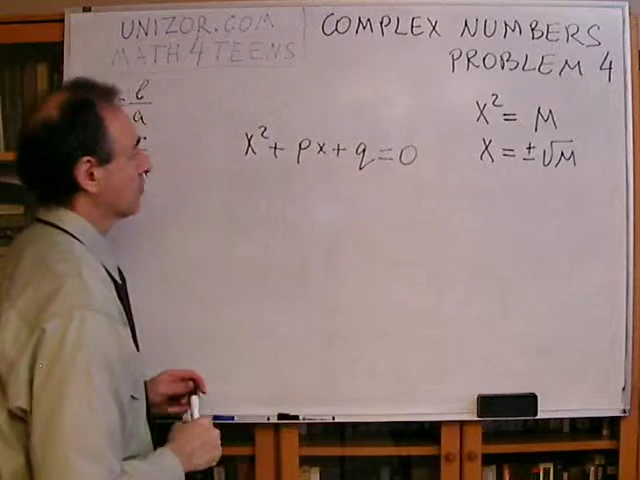 UNIZOR.COM
MATH 4 TEENS
COMPLEX NUMBERS
PROBLEM 4
b/a
x² + px + q = 0
x² = M
x = ±√M